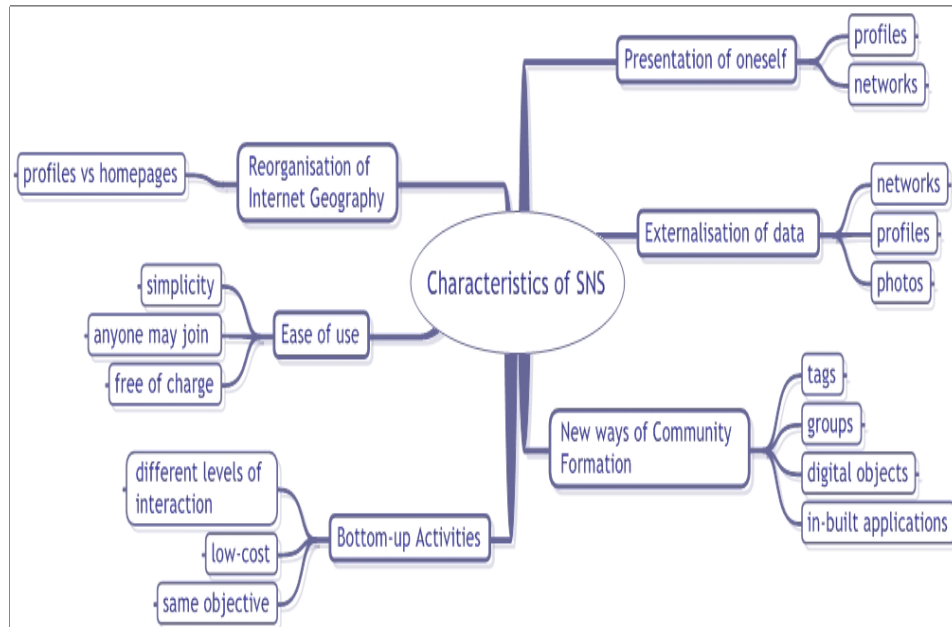 Characteristics of SNS
Presentation of oneself
profiles
networks
Externalisation of data
networks
profiles
photos
New ways of Community
Formation
tags
groups
digital objects
in-built applications
Reorganisation of
Internet Geography
profiles vs homepages
Ease of use
simplicity
anyone may join
free of charge
Bottom-up Activities
different levels of
interaction
low-cost
same objective